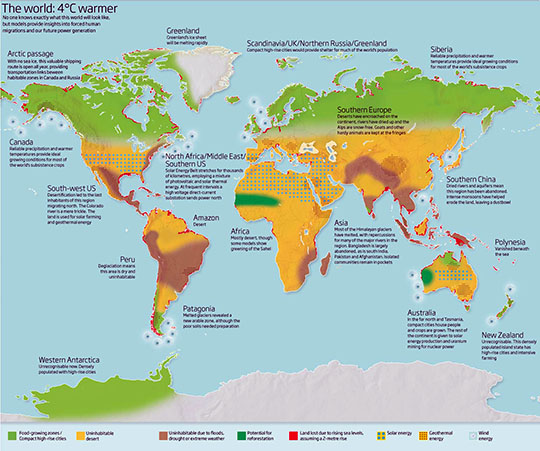 The world: 4°C warmer
No one knows exactly what this world will look like,
but models provide insights into forced human
migrations and our future power generation
Greenland
Greenland's ice sheet
will be melting rapidly
Scandinavia/UK/Northern Russia/Greenland
Compact high-rise cities would provide shelter for much of the world's population
Siberia
Reliable precipitation and warmer
temperatures provide ideal growing conditions for
most of the world's subsistence crops
Arctic passage
With no sea ice, this valuable shipping
route is open all year, providing
transportation links between
habitable zones in Canada and Russia
Southern Europe
Deserts have encroached on the
continent, rivers have dried up and the
Alps are snow-free. Goats and other
hardy animals are kept at the fringes
Canada
Reliable precipitation and warmer
temperatures provide ideal
growing conditions for most of
the world's subsistence crops
North Africa/Middle East/
Southern US
Solar Energy Belt stretches for thousands of
kilometers, employing a mixture
of photovoltaic and solar thermal
energy. At frequent intervals a
high voltage direct-current
substation sends power north
Southern China
Dried rivers and aquifers mean
this region has been abandoned.
Intense monsoons have helped
erode the land, leaving a dustbowl
South-west US
Desertification led to the last
inhabitants of this region
migrating north. The Colorado
river is a mere trickle. The
land is used for solar farming
and geothermal energy
Amazon
Desert
Africa
Mostly desert, though
some models show
greening of the Sahel
Asia
Most of the Himalayan glaciers
have melted, with repercussions
for many of the major rivers in
the region. Bangladesh is largely
abandoned, as is south India,
Pakistan and Afghanistan. Isolated
communities remain in pockets
Polynesia
Vanished beneath
the sea
Peru
Deglaciation means
this area is dry and
uninhabitable
Patagonia
Melted glaciers revealed a
new arable zone, although the
poor soils needed preparation
Australia
In the far north and Tasmania,
compact cities house people
and crops are grown. The rest of
the continent is given to solar
energy production and uranium
mining for nuclear power
New Zealand
Unrecognisable now. This densely
populated island state has
high-rise cities and intensive
farming
Western Antarctica
Unrecognisable now. Densely
populated with high-rise cities
Food-growing zones /
Compact high-rise cities
Uninhabitable
desert
Uninhabitable due to floods,
drought or extreme weather
Potential for
reforestation
Land lost due to rising sea levels,
assuming a 2-metre rise
Solar energy
Geothermal
energy
Wind
energy